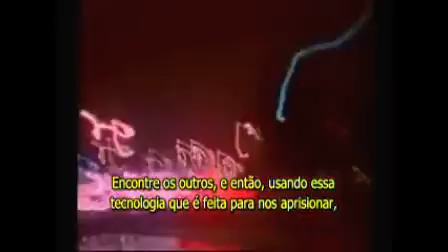 Encontre os outros, e então, usando essa
tecnologia que é feita para nos aprisionar,